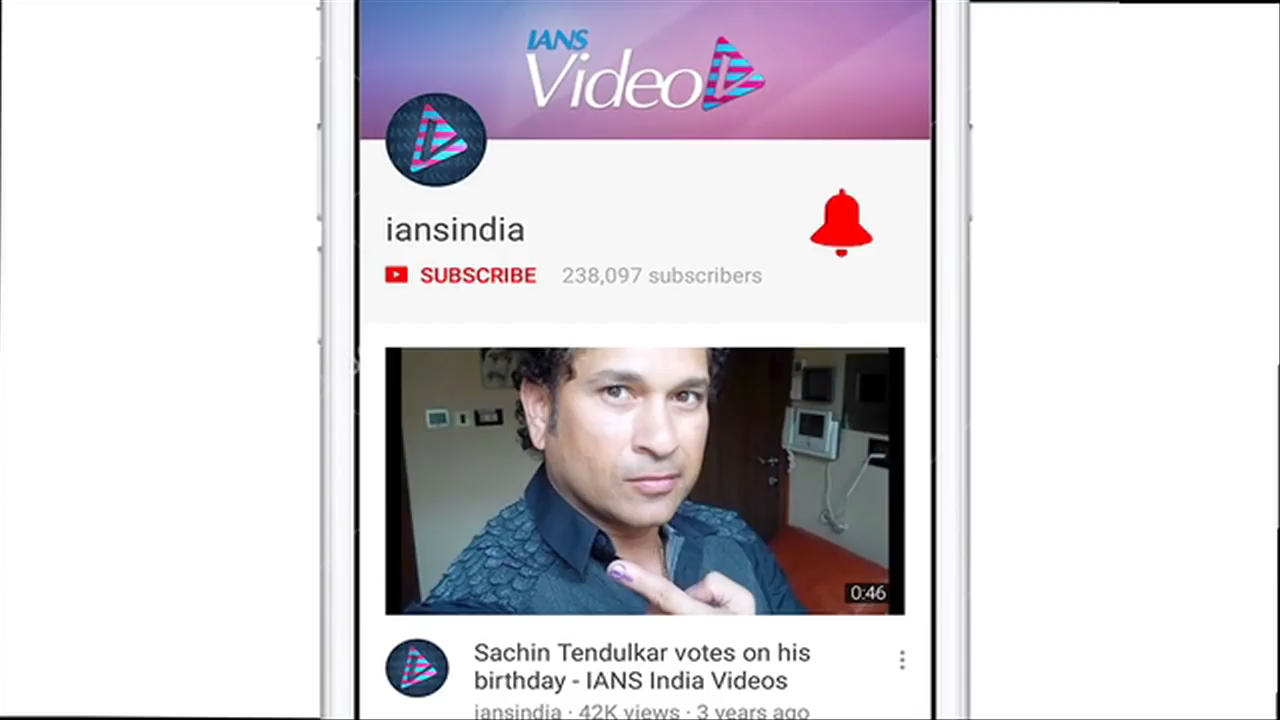 IANS
Video
iansindia
SUBSCRIBE 238,097 subscribers
0:46
Sachin Tendulkar votes on his
birthday - IANS India Videos
iansindia · 42K views · 3 years ago